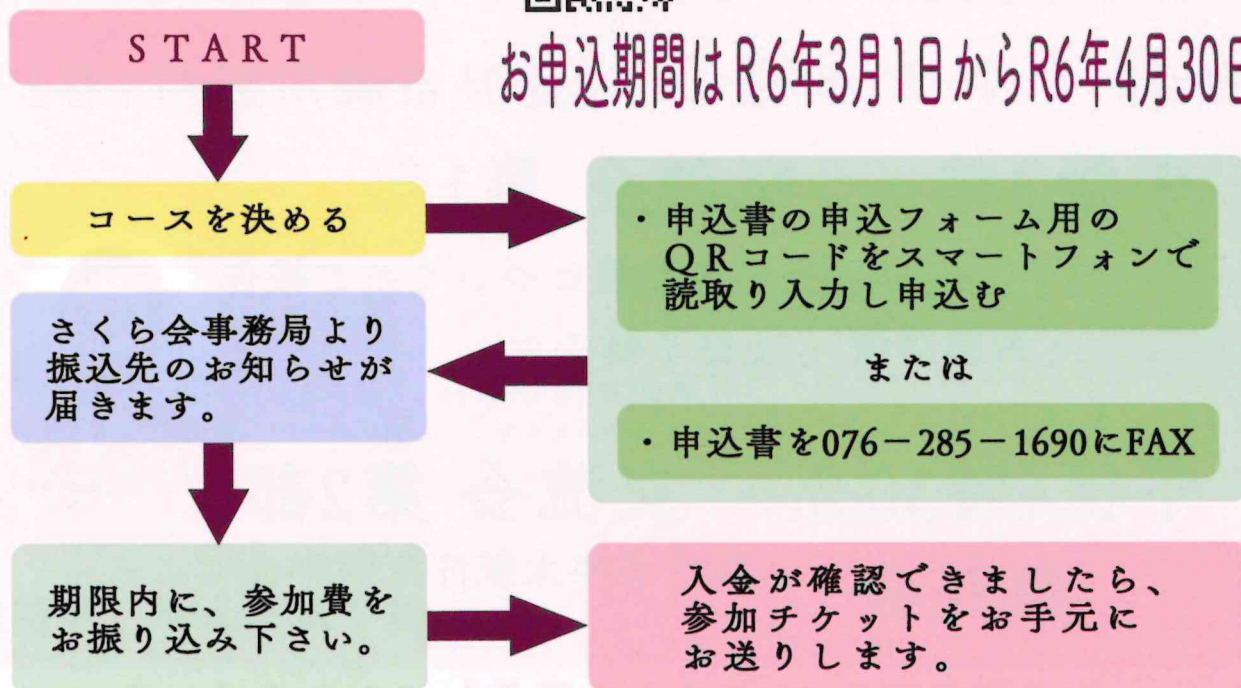 お申込期間はR6年3月1日からR6年4月30日
START
コースを決める
・申込書の申込フォーム用の
QRコードをスマートフォンで
読取り入力し申込む
または
・申込書を076－285－1690にFAX
さくら会事務局より
振込先のお知らせが
届きます。
期限内に、参加費を
お振り込み下さい。
入金が確認できましたら、
参加チケットをお手元に
お送りします。